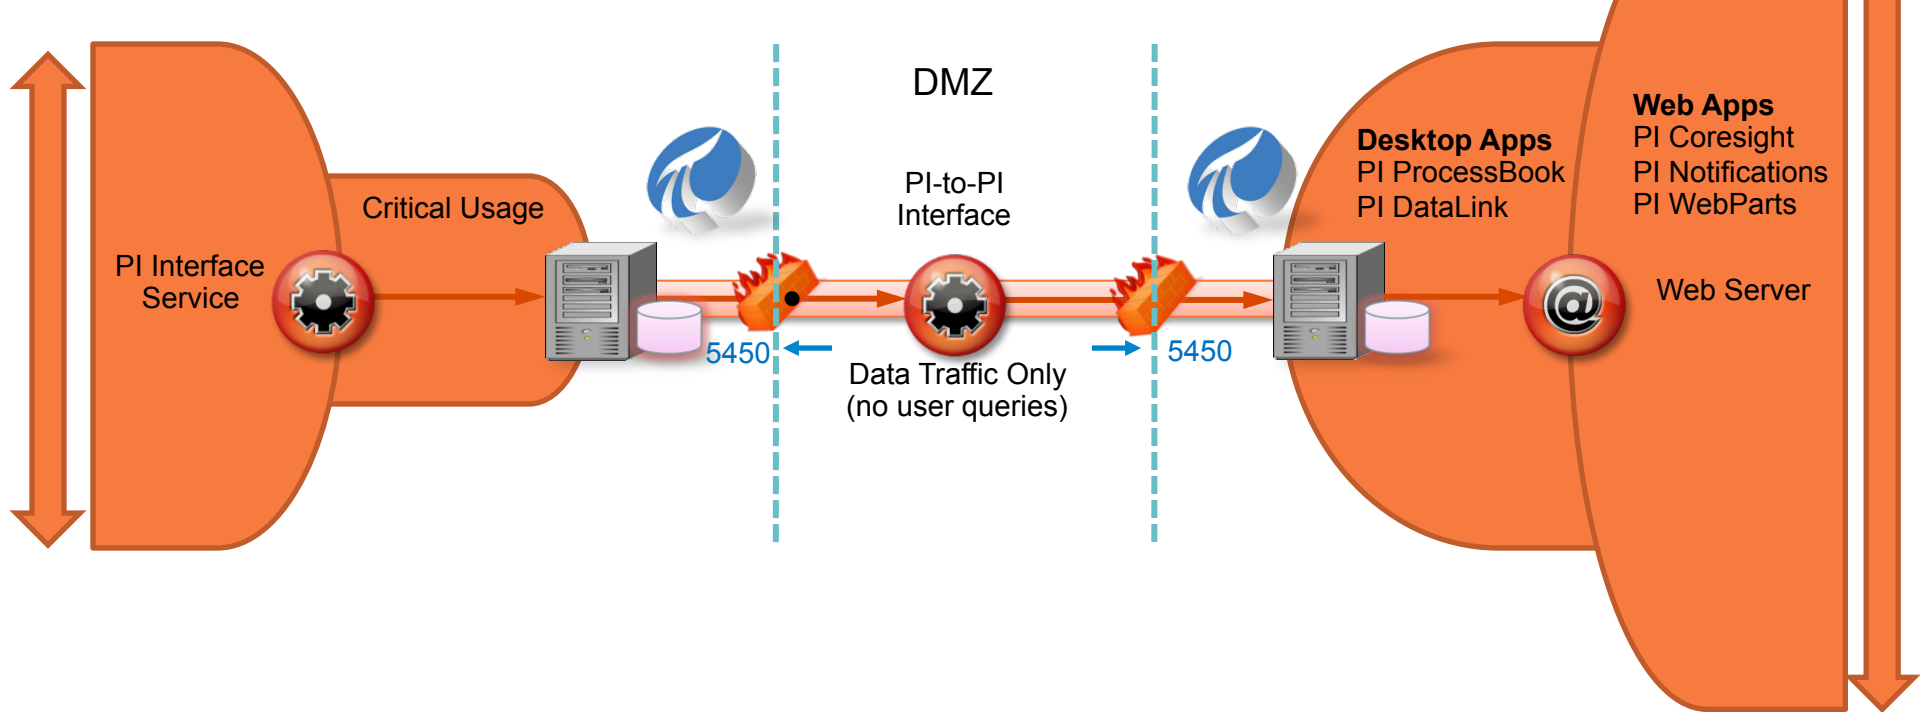 DMZ
Web Apps
PI Coresight
PI Notifications
PI WebParts
Desktop Apps
PI ProcessBook
PI DataLink
PI-to-PI
Interface
Critical Usage
PI Interface
Service
Web Server
5450
5450
Data Traffic Only
(no user queries)